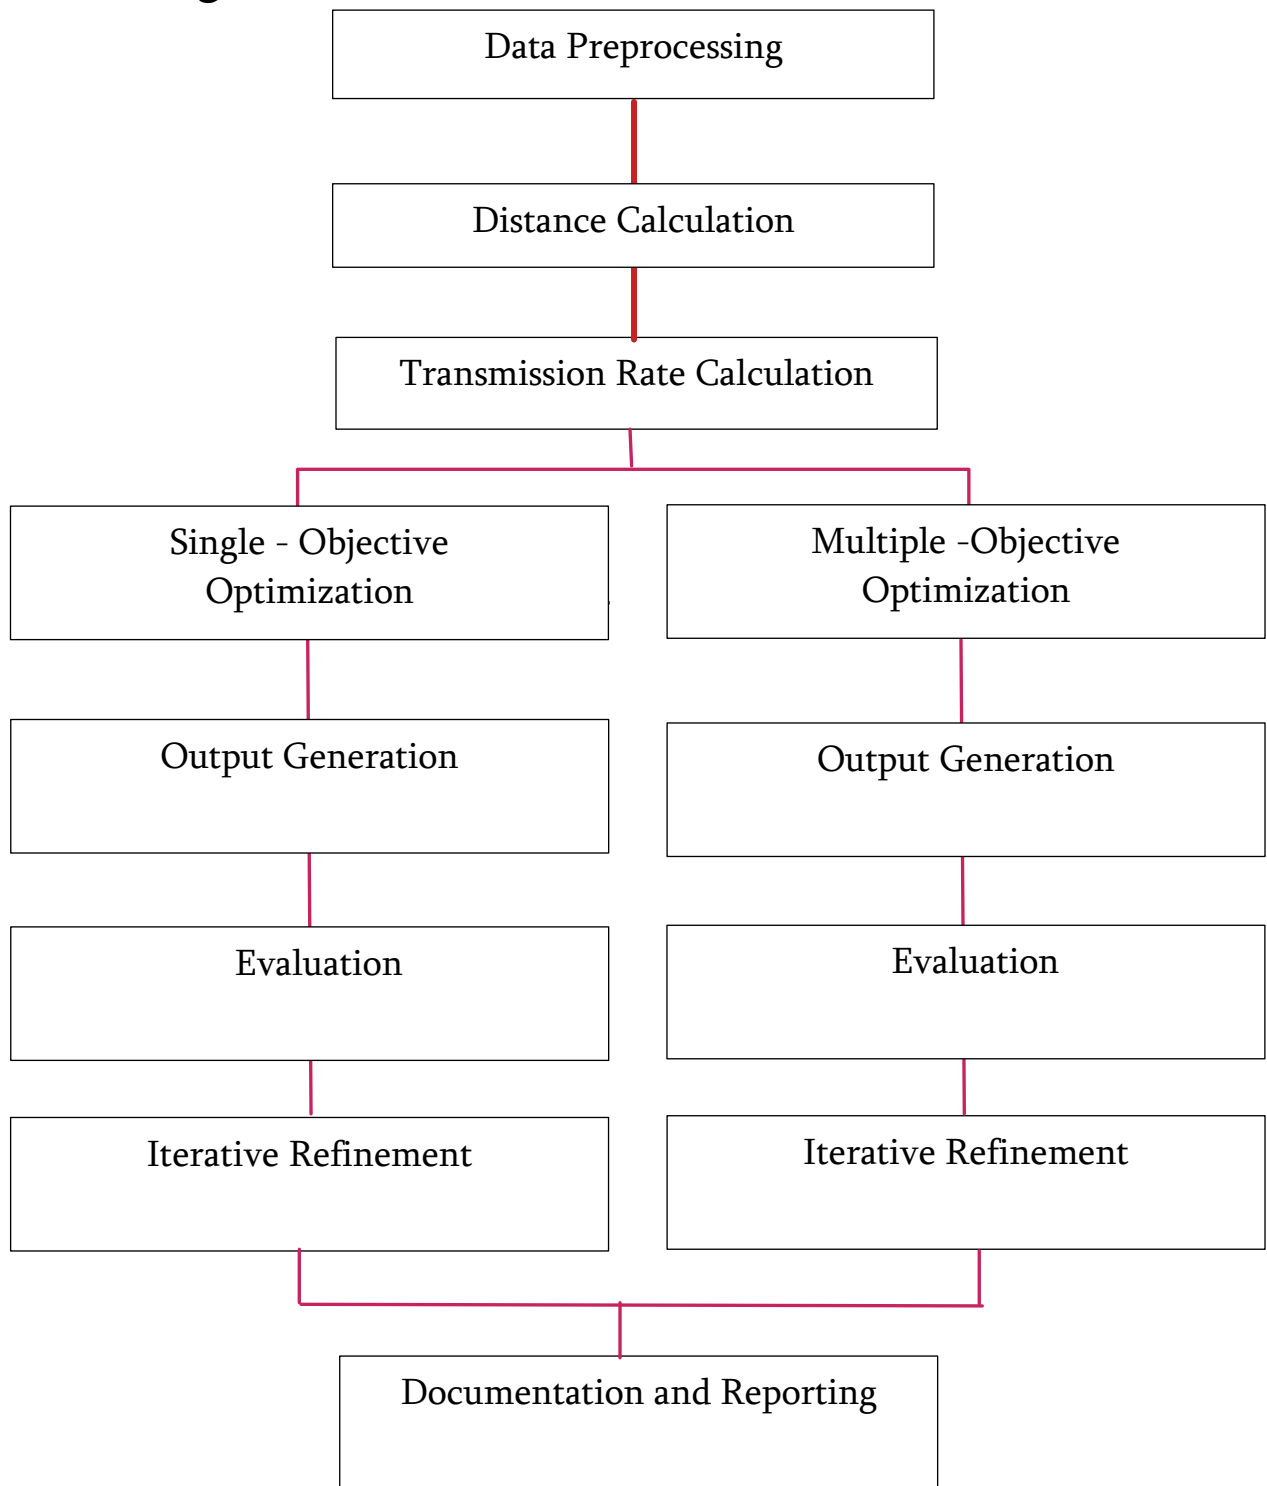 Data Preprocessing
Distance Calculation
Transmission Rate Calculation
Single - Objective
Optimization
Multiple -Objective
Optimization
Output Generation
Output Generation
Evaluation
Evaluation
Iterative Refinement
Iterative Refinement
Documentation and Reporting